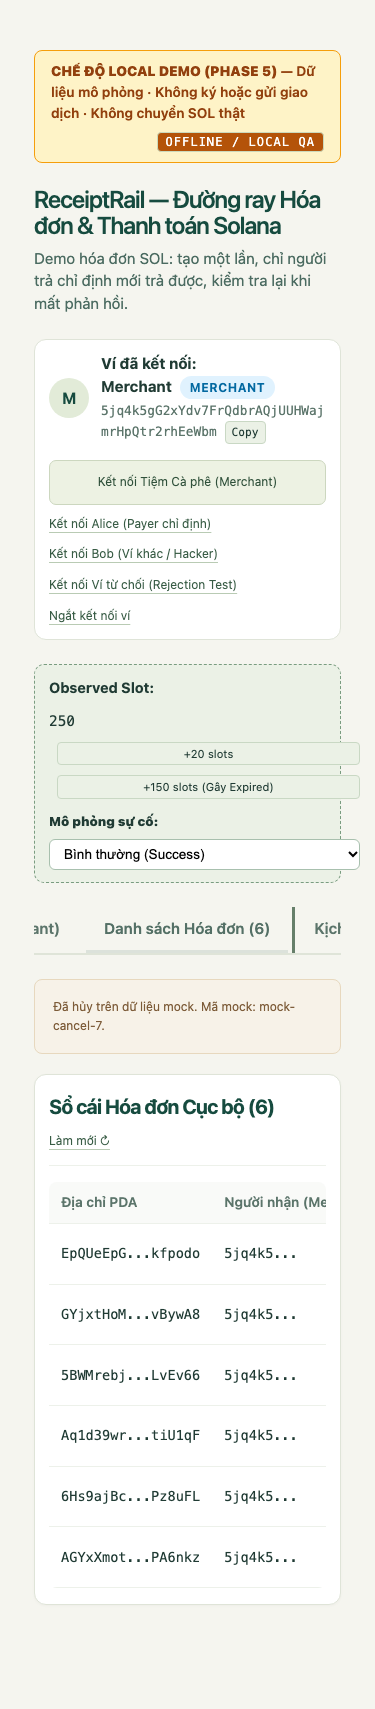 CHẾ ĐỘ LOCAL DEMO (PHASE 5) — Dữ
liệu mô phỏng · Không ký hoặc gửi giao
dịch · Không chuyển SOL thật
OFFLINE / LOCAL QA
ReceiptRail — Đường ray Hóa
đơn & Thanh toán Solana
Demo hóa đơn SOL: tạo một lần, chỉ người
trả chỉ định mới trả được, kiểm tra lại khi
mất phản hồi.
M
Ví đã kết nối:
Merchant MERCHANT
5jq4k5gG2xYdv7FrQdbrAQjUUHWaj
mrHpQtr2rhEeWbm Copy
Kết nối Tiệm Cà phê (Merchant)
Kết nối Alice (Payer chỉ định)
Kết nối Bob (Ví khác / Hacker)
Kết nối Ví từ chối (Rejection Test)
Ngắt kết nối ví
Observed Slot:
250
+20 slots
+150 slots (Gây Expired)
Mô phỏng sự cố:
Bình thường (Success)
ant) Danh sách Hóa đơn (6) Kịch
Đã hủy trên dữ liệu mock. Mã mock: mock-
cancel-7.
Sổ cái Hóa đơn Cục bộ (6)
Làm mới ↻
Địa chỉ PDA Người nhận (Me
EpQUeEpG...kfpodo 5jq4k5...
GYjxtHoM...vBywA8 5jq4k5...
5BWMrebj...LvEv66 5jq4k5...
Aq1d39wr...tiU1qF 5jq4k5...
6Hs9ajBc...Pz8uFL 5jq4k5...
AGYxXmot...PA6nkz 5jq4k5...